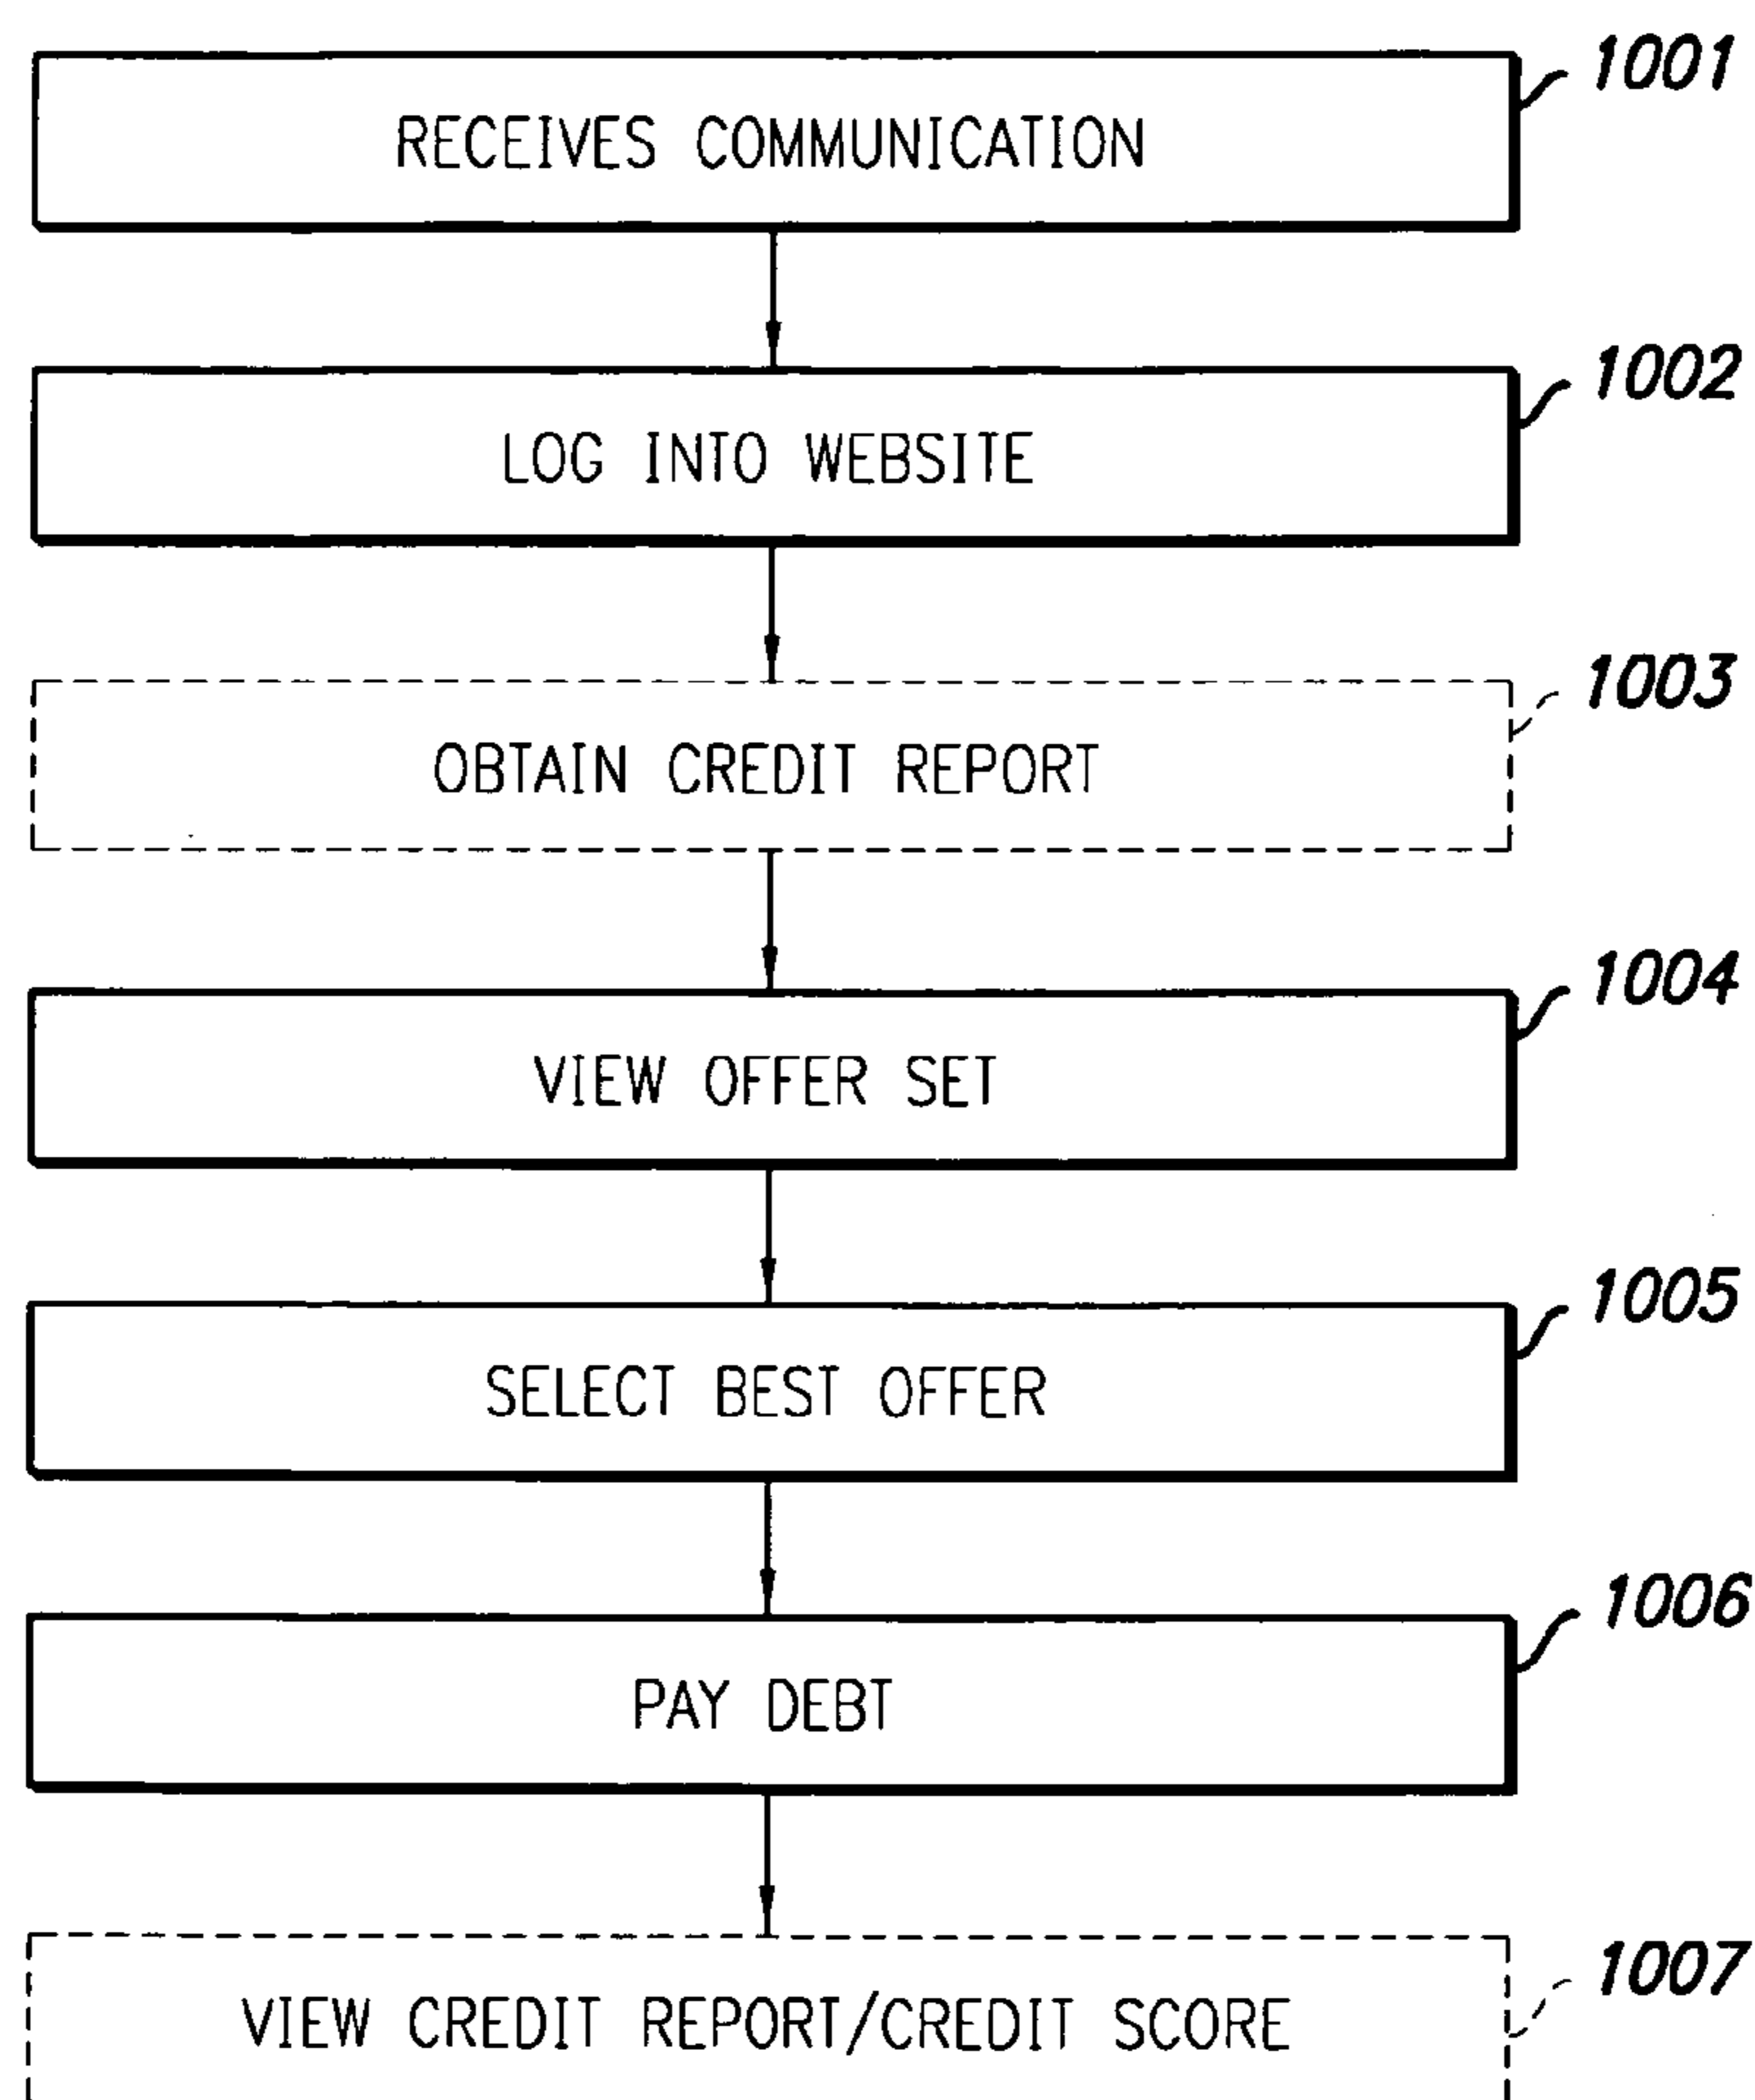 1001
RECEIVES COMMUNICATION
1002
LOG INTO WEBSITE
1003
OBTAIN CREDIT REPORT
1004
VIEW OFFER SET
1005
SELECT BEST OFFER
1006
PAY DEBT
1007
VIEW CREDIT REPORT/CREDIT SCORE